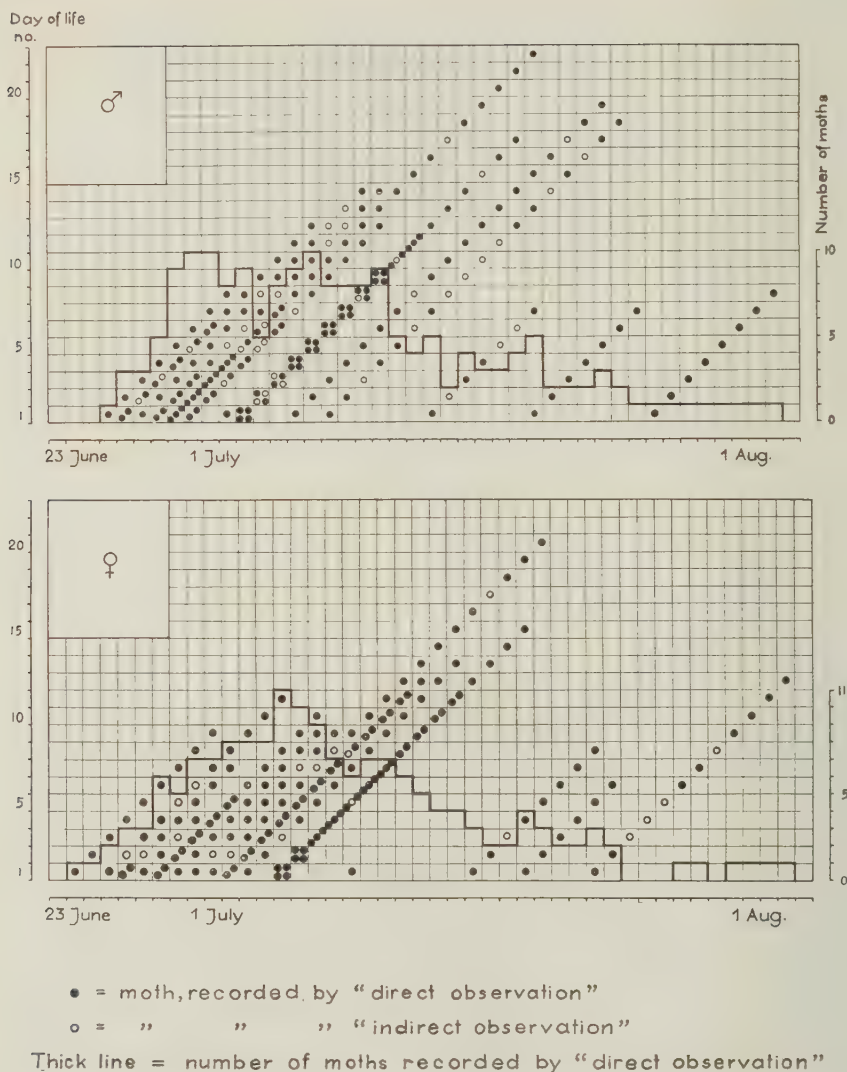 Day of life
no.
♂
20
15
10
5
1
Number of moths
10
5
0
23 June 1 July 1 Aug.
♀
20
15
10
5
1
5
0
23 June 1 July 1 Aug.
● = moth, recorded by “direct observation”
○ = „ „ „ “indirect observation”
Thick line = number of moths recorded by “direct observation”